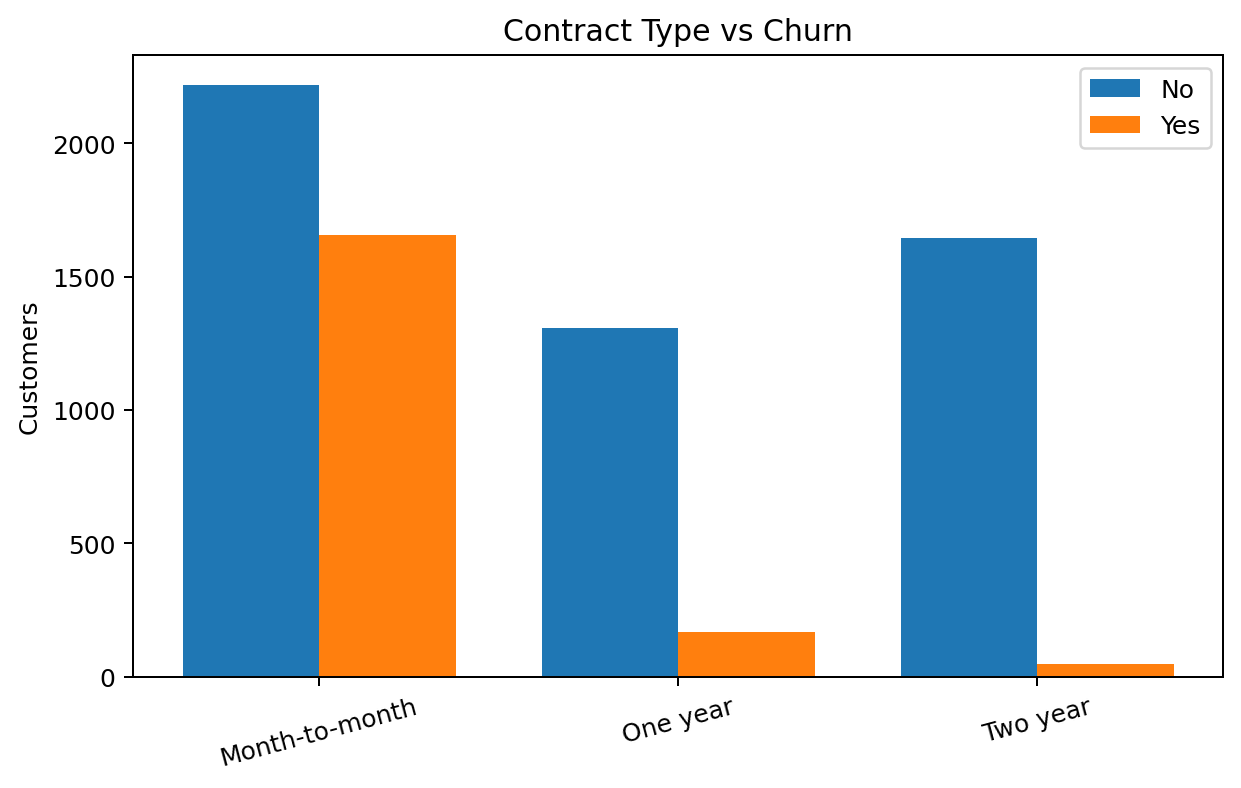 Contract Type vs Churn
No
Yes
Customers
2000
1500
1000
500
0
Month-to-month
One year
Two year